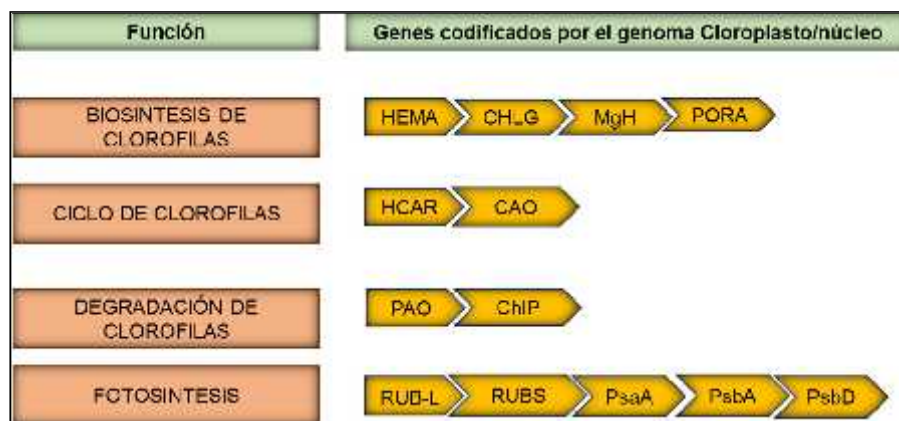 Función
Genes codificados por el genoma Cloroplasto/núcleo
BIOSINTESIS DE
CLOROFILAS
HEMA CHLG MgH PORA
CICLO DE CLOROFILAS
HCAR CAO
DEGRADACIÓN DE
CLOROFILAS
PAO ChlP
FOTOSINTESIS
RUB-L RUBS PsaA PsbA PsbD